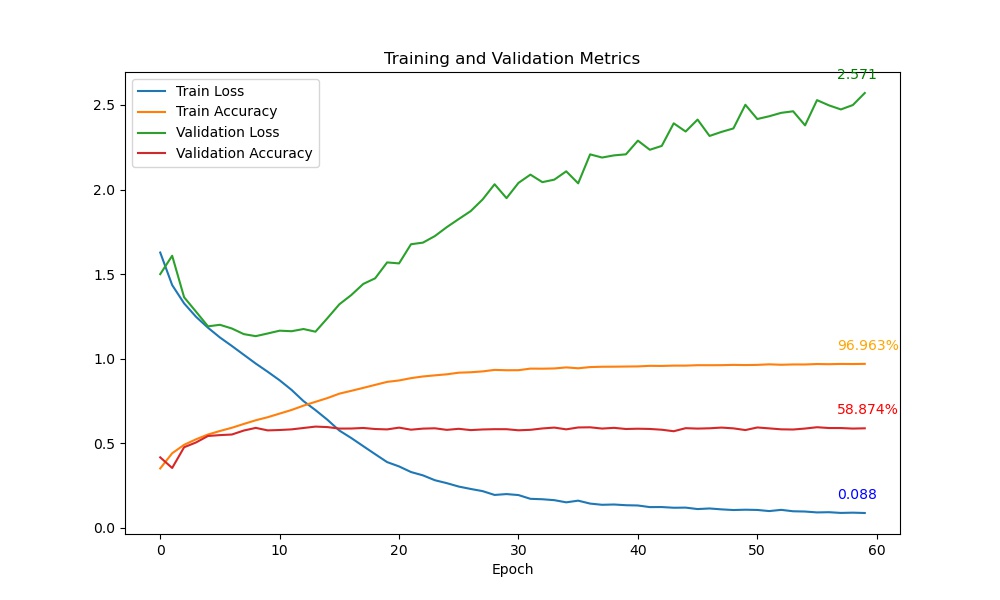 Training and Validation Metrics
2.571
Train Loss
Train Accuracy
Validation Loss
Validation Accuracy
2.5
2.0
1.5
1.0
0.5
0.0
96.963%
58.874%
0.088
0 10 20 30 40 50 60
Epoch